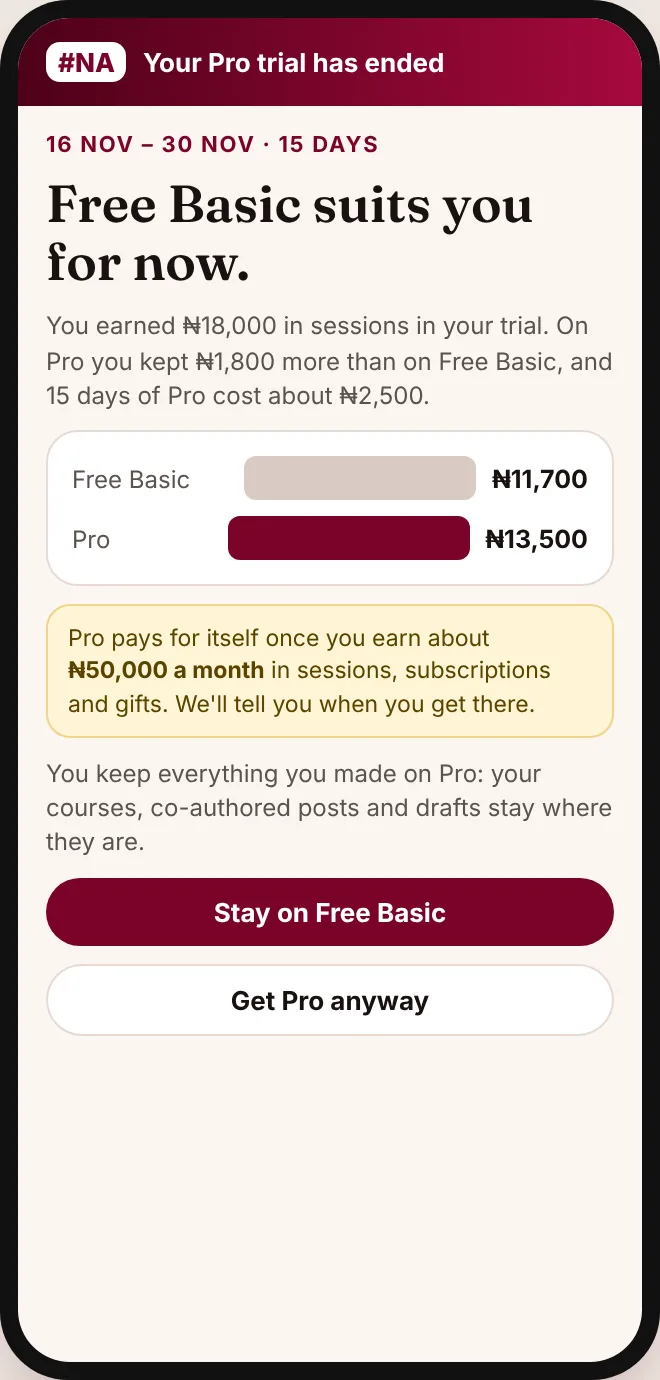 #NA Your Pro trial has ended
16 NOV – 30 NOV · 15 DAYS
Free Basic suits you
for now.
You earned ₦18,000 in sessions in your trial. On
Pro you kept ₦1,800 more than on Free Basic, and
15 days of Pro cost about ₦2,500.
Free Basic ₦11,700
Pro ₦13,500
Pro pays for itself once you earn about
₦50,000 a month in sessions, subscriptions
and gifts. We'll tell you when you get there.
You keep everything you made on Pro: your
courses, co-authored posts and drafts stay where
they are.
Stay on Free Basic
Get Pro anyway